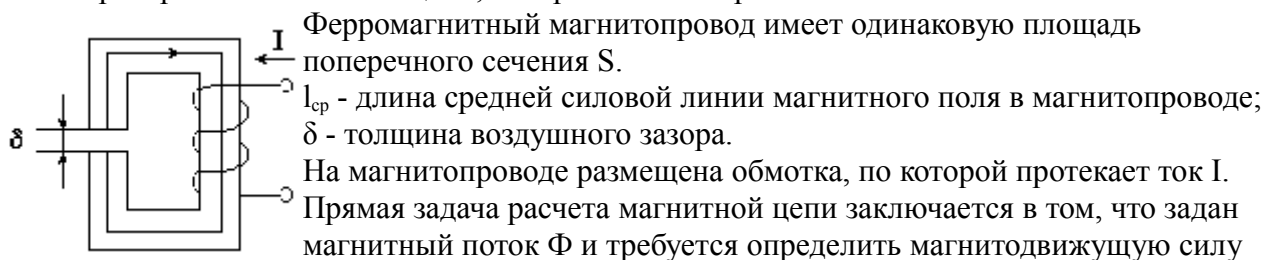 Ферромагнитный магнитопровод имеет одинаковую площадь
I
поперечного сечения S.
lср - длина средней силовой линии магнитного поля в магнитопроводе;
δ
δ - толщина воздушного зазора.
На магнитопроводе размещена обмотка, по которой протекает ток I.
Прямая задача расчета магнитной цепи заключается в том, что задан
магнитный поток Ф и требуется определить магнитодвижущую силу